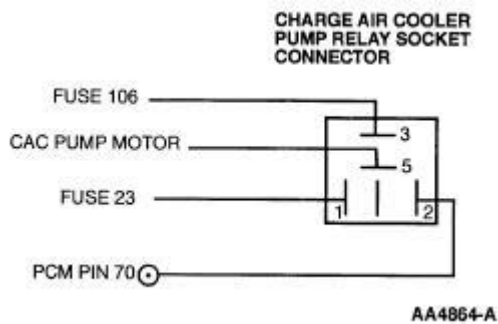 CHARGE AIR COOLER
PUMP RELAY SOCKET
CONNECTOR
FUSE 106
3
CAC PUMP MOTOR
5
FUSE 23
1
2
PCM PIN 70
AA4864-A